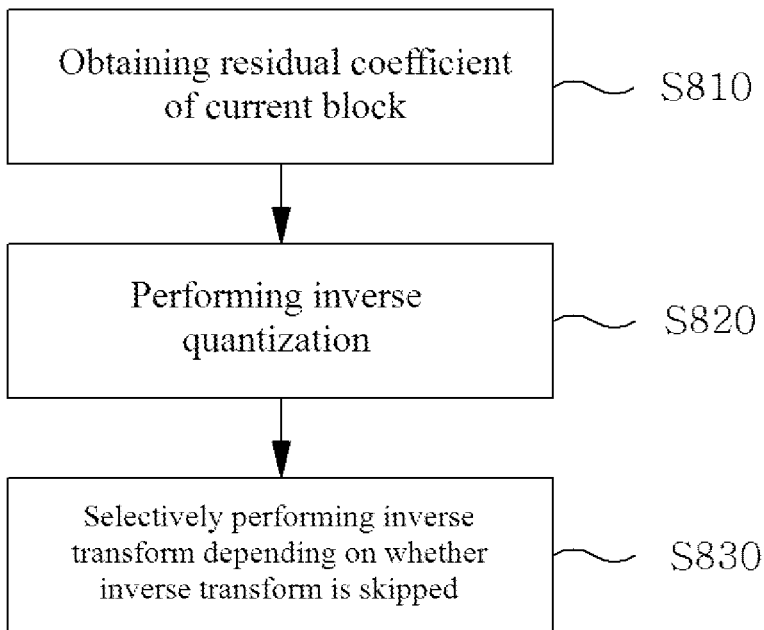 Obtaining residual coefficient
of current block
S810
Performing inverse
quantization
S820
Selectively performing inverse
transform depending on whether
inverse transform is skipped
S830